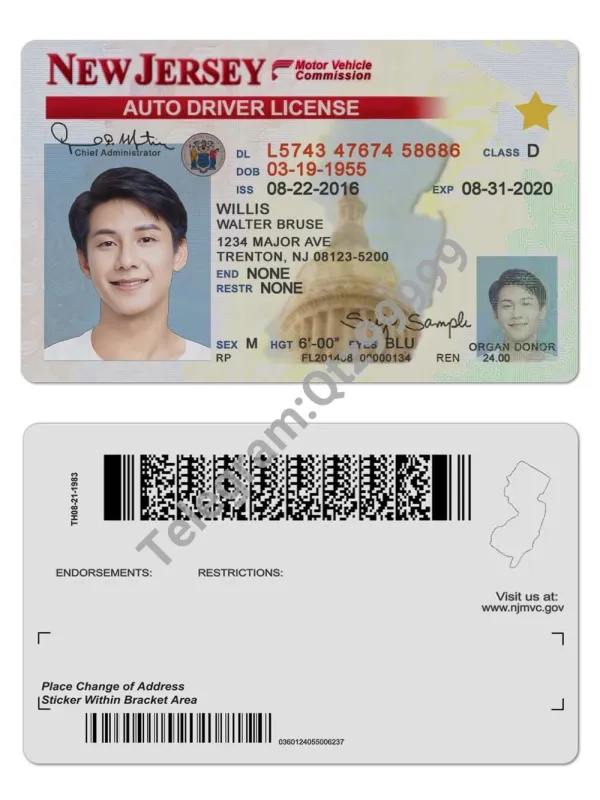 NEW JERSEY Motor Vehicle
Commission
AUTO DRIVER LICENSE
Chief Administrator
DL L5743 47674 58686 CLASS D
DOB 03-19-1955
ISS 08-22-2016 EXP 08-31-2020
WILLIS
WALTER BRUSE
1234 MAJOR AVE
TRENTON, NJ 08123-5200
END NONE
RESTR NONE
Sample
SEX M HGT 6'-00" EYES BLU
ORGAN DONOR
RP REN 24.00
Telegram:
TH08-21-1983
ENDORSEMENTS: RESTRICTIONS:
Visit us at:
www.njmvc.gov
Place Change of Address
Sticker Within Bracket Area
0360124055006237